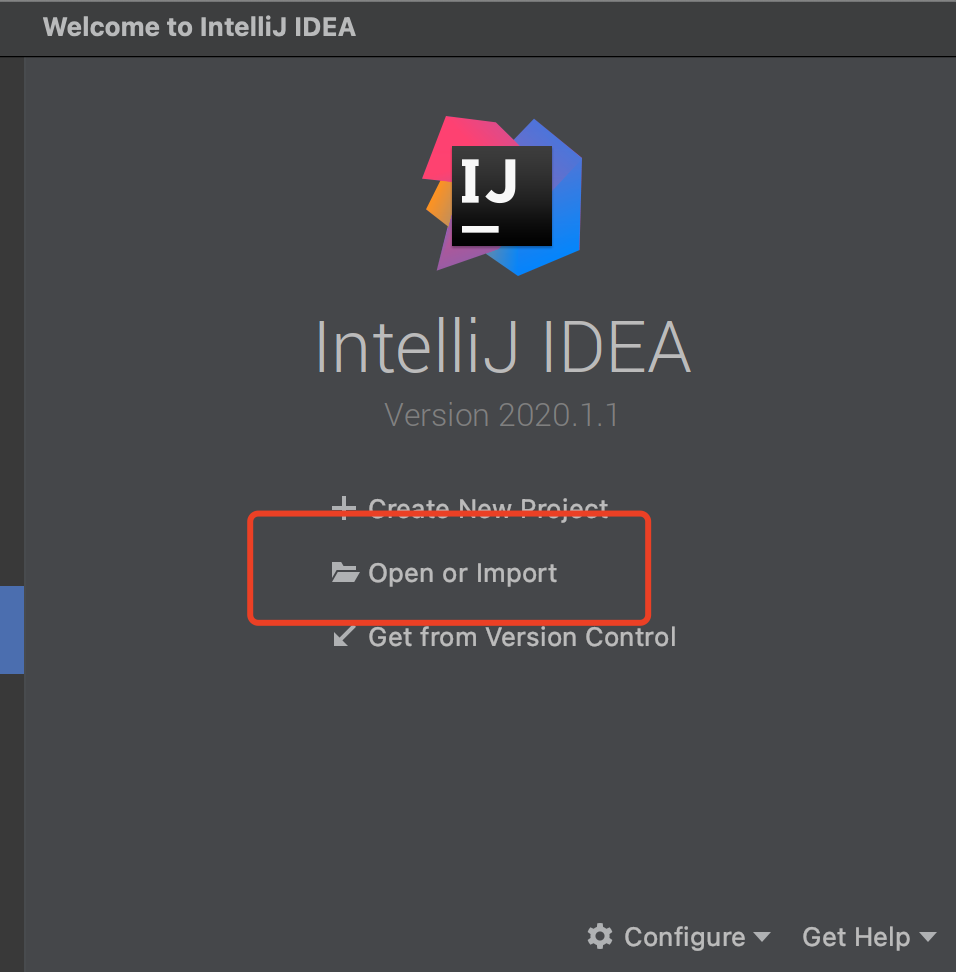 Welcome to IntelliJ IDEA
IJ
IntelliJ IDEA
Version 2020.1.1
Create New Project
Open or Import
Get from Version Control
Configure
Get Help